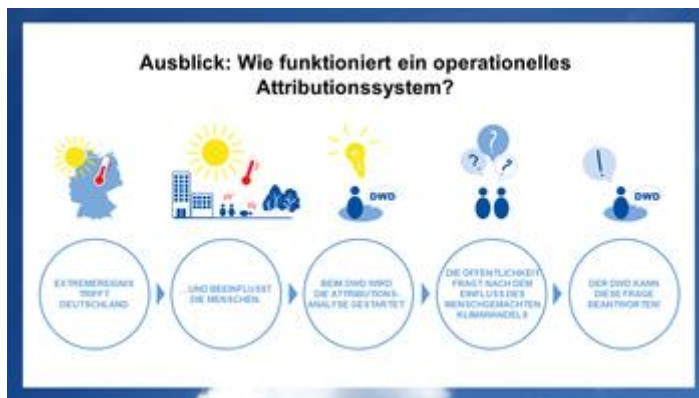 Ausblick: Wie funktioniert ein operationelles
Attributionssystem?
DWD
DWD
EXTREMEREIGNIS
TRIFFT
DEUTSCHLAND
...UND BEEINFLUSST
DIE MENSCHEN.
BEIM DWD WIRD
DIE ATTRIBUTIONS-
ANALYSE GESTARTET
DIE ÖFFENTLICHKEIT
FRAGT NACH DEM
EINFLUSS DES
MENSCHGEMACHTEN
KLIMAWANDELS
DER DWD KANN
DIESE FRAGE
BEANTWORTEN!